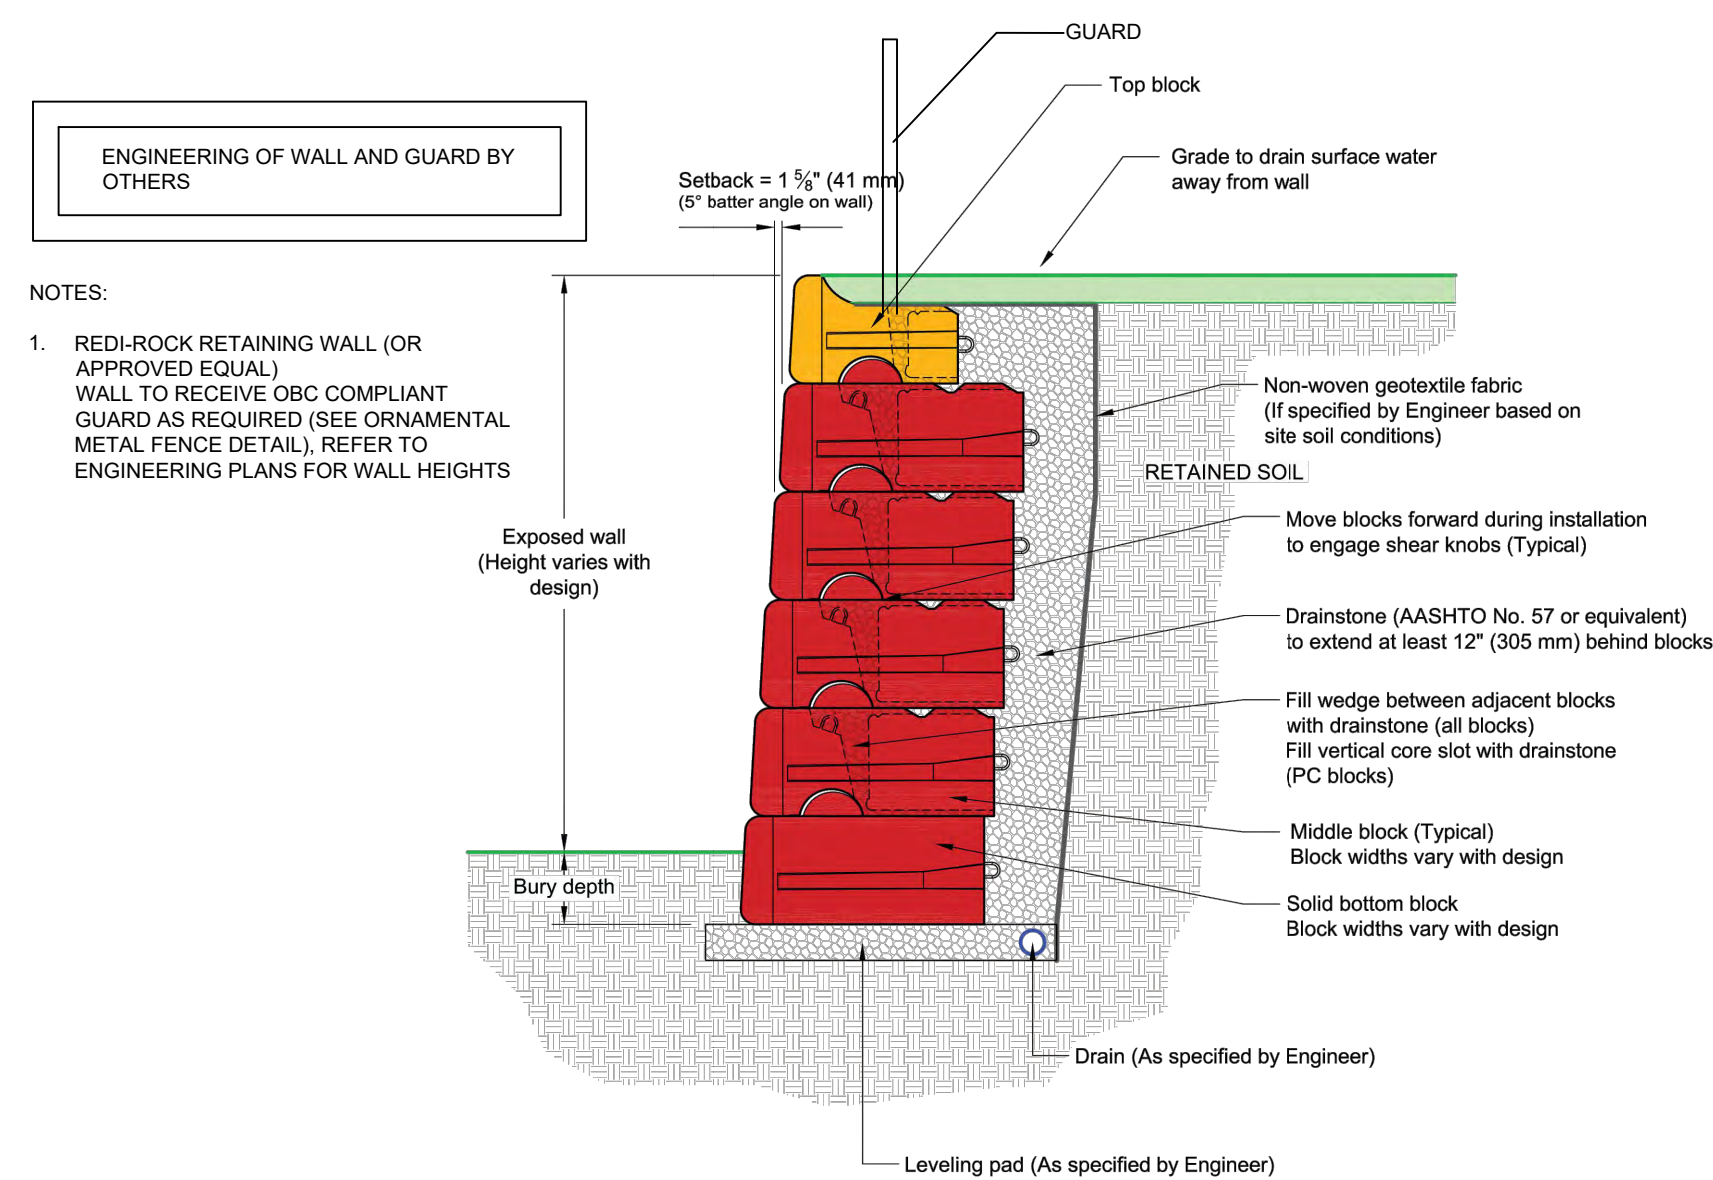 GUARD
Top block
ENGINEERING OF WALL AND GUARD BY
OTHERS
Grade to drain surface water
away from wall
Setback = 1 5⁄8" (41 mm)
(5° batter angle on wall)
NOTES:
1. REDI-ROCK RETAINING WALL (OR
APPROVED EQUAL)
WALL TO RECEIVE OBC COMPLIANT
GUARD AS REQUIRED (SEE ORNAMENTAL
METAL FENCE DETAIL), REFER TO
ENGINEERING PLANS FOR WALL HEIGHTS
Non-woven geotextile fabric
(If specified by Engineer based on
site soil conditions)
RETAINED SOIL
Exposed wall
(Height varies with
design)
Move blocks forward during installation
to engage shear knobs (Typical)
Drainstone (AASHTO No. 57 or equivalent)
to extend at least 12" (305 mm) behind blocks
Fill wedge between adjacent blocks
with drainstone (all blocks)
Fill vertical core slot with drainstone
(PC blocks)
Middle block (Typical)
Block widths vary with design
Bury depth
Solid bottom block
Block widths vary with design
Drain (As specified by Engineer)
Leveling pad (As specified by Engineer)